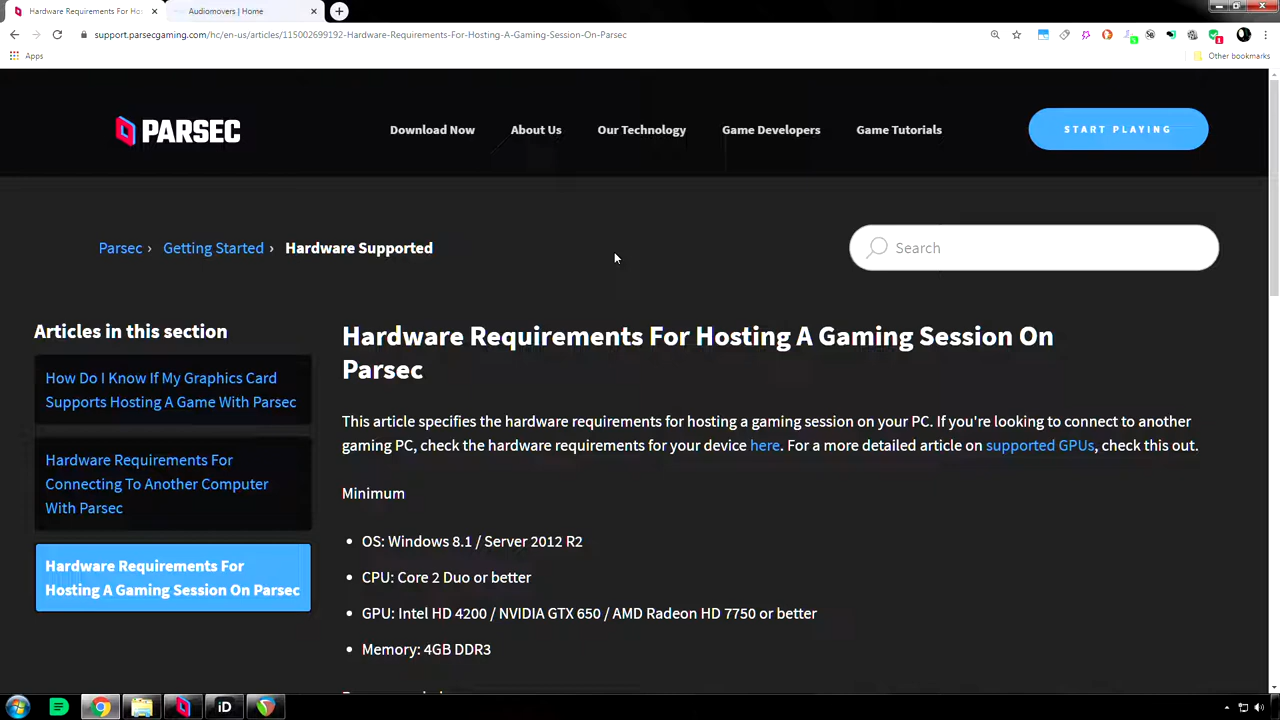 Hardware Requirements For Ho
Audiomovers | Home
support.parsecgaming.com/hc/en-us/articles/115002699192-Hardware-Requirements-For-Hosting-A-Gaming-Session-On-Parsec
Apps
Other bookmarks
PARSEC
Download Now
About Us
Our Technology
Game Developers
Game Tutorials
START PLAYING
Parsec › Getting Started › Hardware Supported
Search
Articles in this section
How Do I Know If My Graphics Card
Supports Hosting A Game With Parsec
Hardware Requirements For
Connecting To Another Computer
With Parsec
Hardware Requirements For
Hosting A Gaming Session On Parsec
Hardware Requirements For Hosting A Gaming Session On
Parsec
This article specifies the hardware requirements for hosting a gaming session on your PC. If you're looking to connect to another
gaming PC, check the hardware requirements for your device here. For a more detailed article on supported GPUs, check this out.
Minimum
• OS: Windows 8.1 / Server 2012 R2
• CPU: Core 2 Duo or better
• GPU: Intel HD 4200 / NVIDIA GTX 650 / AMD Radeon HD 7750 or better
• Memory: 4GB DDR3
iD